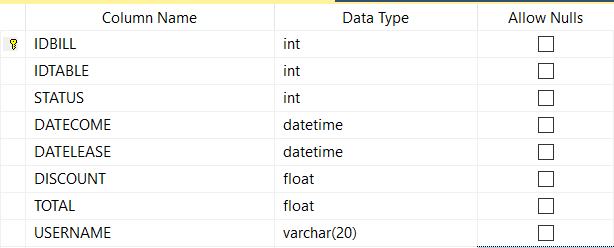 Column Name Data Type Allow Nulls
IDBILL int
IDTABLE int
STATUS int
DATECOME datetime
DATELEASE datetime
DISCOUNT float
TOTAL float
USERNAME varchar(20)